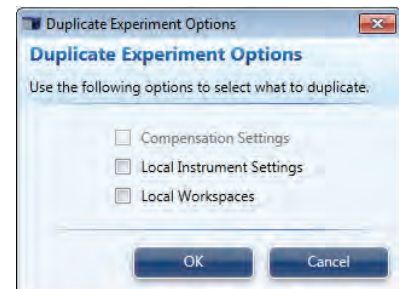 Duplicate Experiment Options
Duplicate Experiment Options
Use the following options to select what to duplicate.
Compensation Settings
Local Instrument Settings
Local Workspaces
OK Cancel